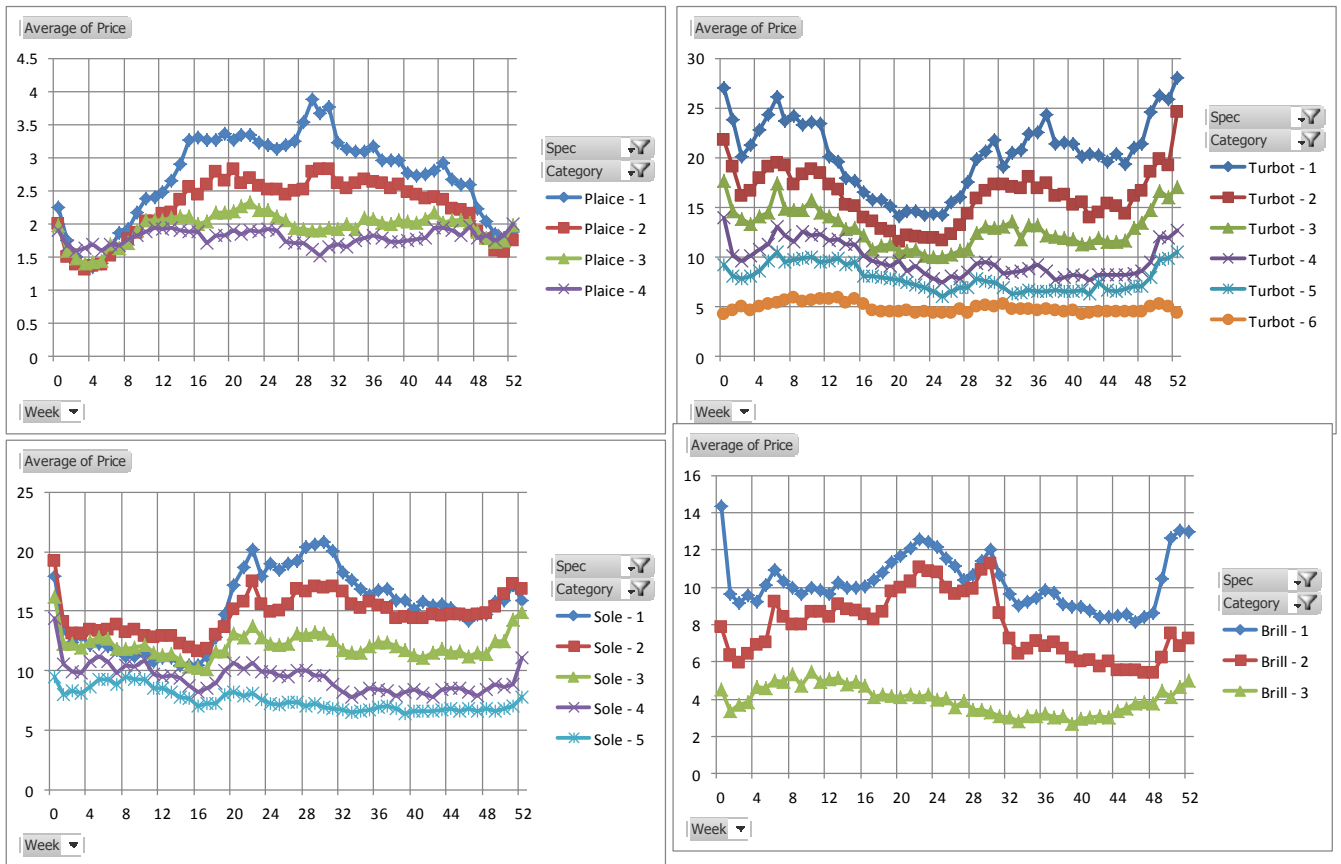 Average of Price
4.5
4
3.5
3
2.5
2
1.5
1
0.5
0
0 4 8 12 16 20 24 28 32 36 40 44 48 52
Spec
Category
Plaice - 1
Plaice - 2
Plaice - 3
Plaice - 4
Week
Average of Price
30
25
20
15
10
5
0
0 4 8 12 16 20 24 28 32 36 40 44 48 52
Spec
Category
Turbot - 1
Turbot - 2
Turbot - 3
Turbot - 4
Turbot - 5
Turbot - 6
Week
Average of Price
25
20
15
10
5
0
0 4 8 12 16 20 24 28 32 36 40 44 48 52
Spec
Category
Sole - 1
Sole - 2
Sole - 3
Sole - 4
Sole - 5
Week
Average of Price
16
14
12
10
8
6
4
2
0
0 4 8 12 16 20 24 28 32 36 40 44 48 52
Spec
Category
Brill - 1
Brill - 2
Brill - 3
Week